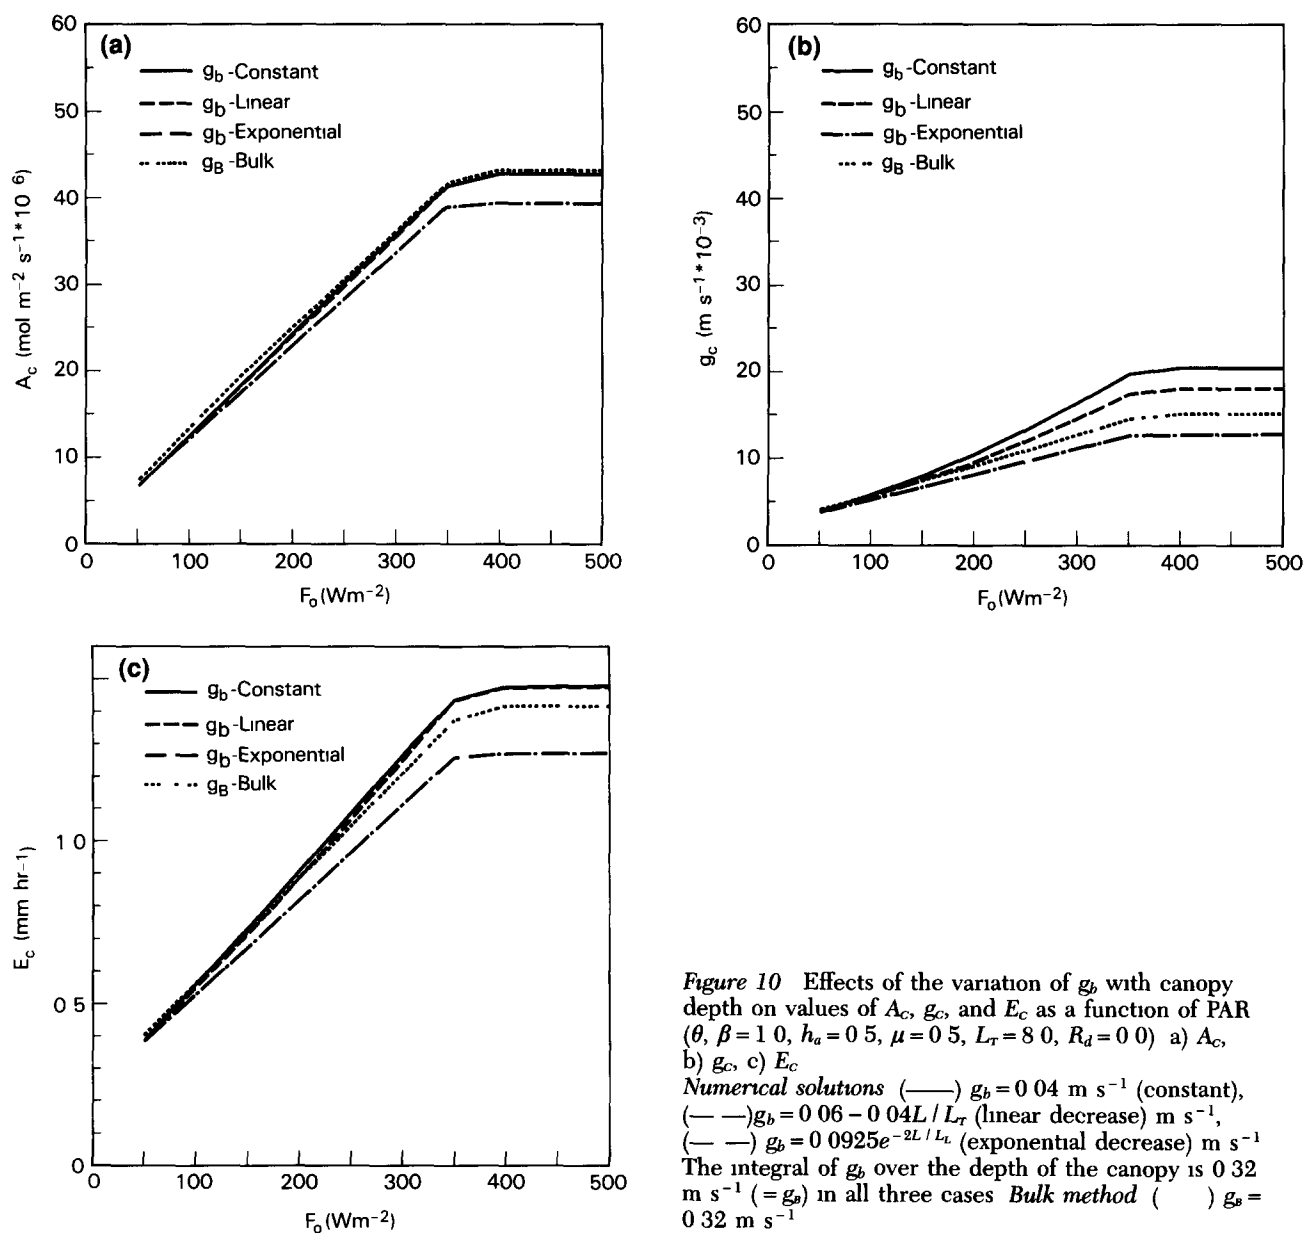 (a)
60
50
40
30
20
10
0
g_b-Constant
g_b-Linear
g_b-Exponential
g_B-Bulk
A_c (mol m⁻² s⁻¹*10 ⁶)
0 100 200 300 400 500
F_o(Wm⁻²)
(b)
60
50
40
30
20
10
0
g_b-Constant
g_b-Linear
g_b-Exponential
g_B-Bulk
g_c (m s⁻¹*10⁻³)
0 100 200 300 400 500
F_o(Wm⁻²)
(c)
g_b-Constant
g_b-Linear
g_b-Exponential
g_B-Bulk
1 0
0 5
0
E_c (mm hr⁻¹)
0 100 200 300 400 500
F_o(Wm⁻²)
Figure 10 Effects of the variation of g_b with canopy
depth on values of A_c, g_c, and E_c as a function of PAR
(θ, β = 1 0, h_a = 0 5, μ = 0 5, L_T = 8 0, R_d = 0 0) a) A_c,
b) g_c, c) E_c
Numerical solutions (——) g_b = 0 04 m s⁻¹ (constant),
(— —)g_b = 0 06 – 0 04L / L_T (linear decrease) m s⁻¹,
(— —) g_b = 0 0925e^{-2L / L_L} (exponential decrease) m s⁻¹
The integral of g_b over the depth of the canopy is 0 32
m s⁻¹ ( = g_B) in all three cases Bulk method ( ) g_B =
0 32 m s⁻¹